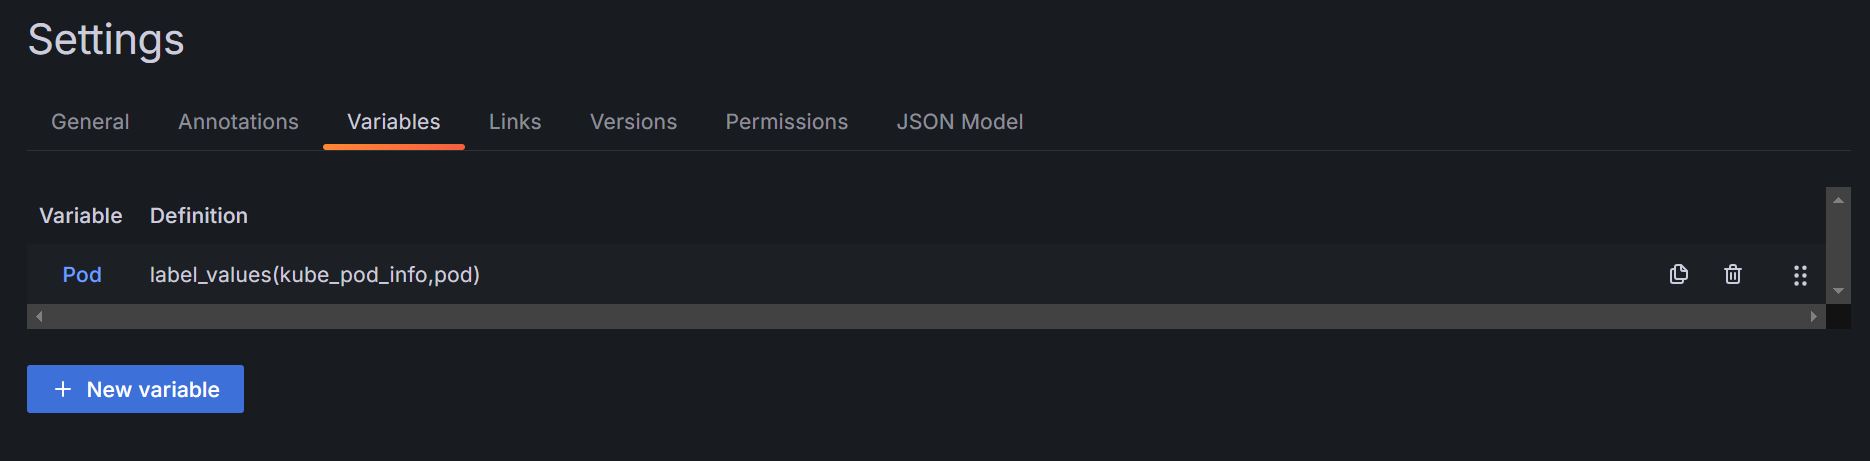 Settings
General Annotations Variables Links Versions Permissions JSON Model
Variable Definition
Pod label_values(kube_pod_info,pod)
+ New variable